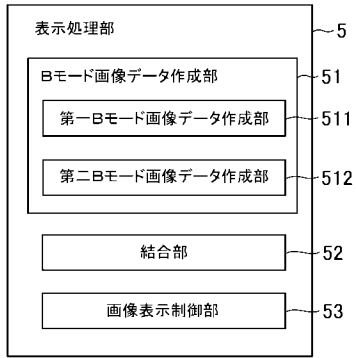 表示処理部
5
Bモード画像データ作成部
51
第一Bモード画像データ作成部
511
第二Bモード画像データ作成部
512
結合部
52
画像表示制御部
53